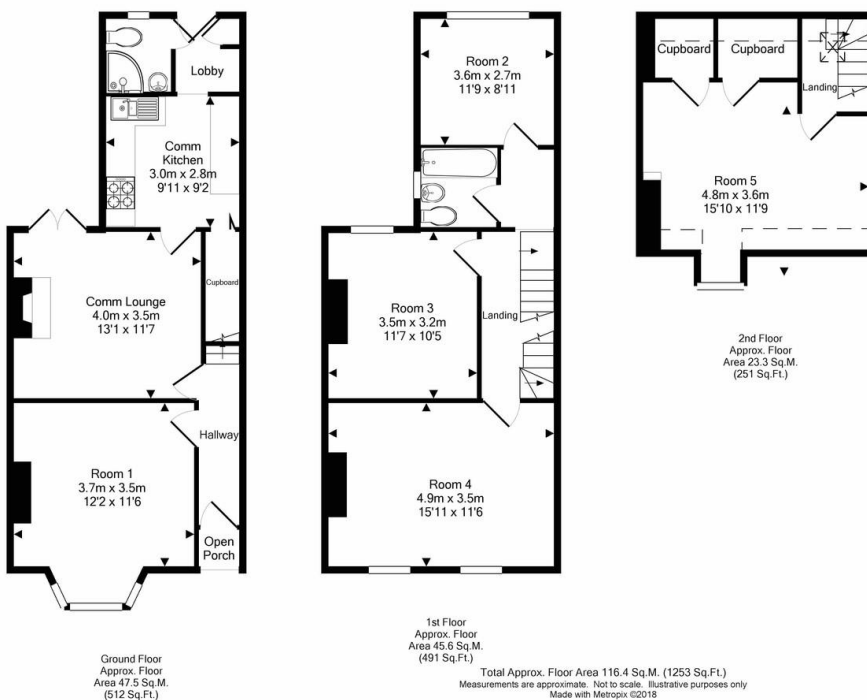 Lobby
Comm
Kitchen
3.0m x 2.8m
9'11 x 9'2
Cupboard
Comm Lounge
4.0m x 3.5m
13'1 x 11'7
Hallway
Room 1
3.7m x 3.5m
12'2 x 11'6
Open
Porch
Ground Floor
Approx. Floor
Area 47.5 Sq.M.
(512 Sq.Ft.)
Room 2
3.6m x 2.7m
11'9 x 8'11
Room 3
3.5m x 3.2m
11'7 x 10'5
Landing
Room 4
4.9m x 3.5m
15'11 x 11'6
1st Floor
Approx. Floor
Area 45.6 Sq.M.
(491 Sq.Ft.)
Cupboard
Cupboard
Landing
Room 5
4.8m x 3.6m
15'10 x 11'9
2nd Floor
Approx. Floor
Area 23.3 Sq.M.
(251 Sq.Ft.)
Total Approx. Floor Area 116.4 Sq.M. (1253 Sq.Ft.)
Measurements are approximate. Not to scale. Illustrative purposes only
Made with Metropix ©2018